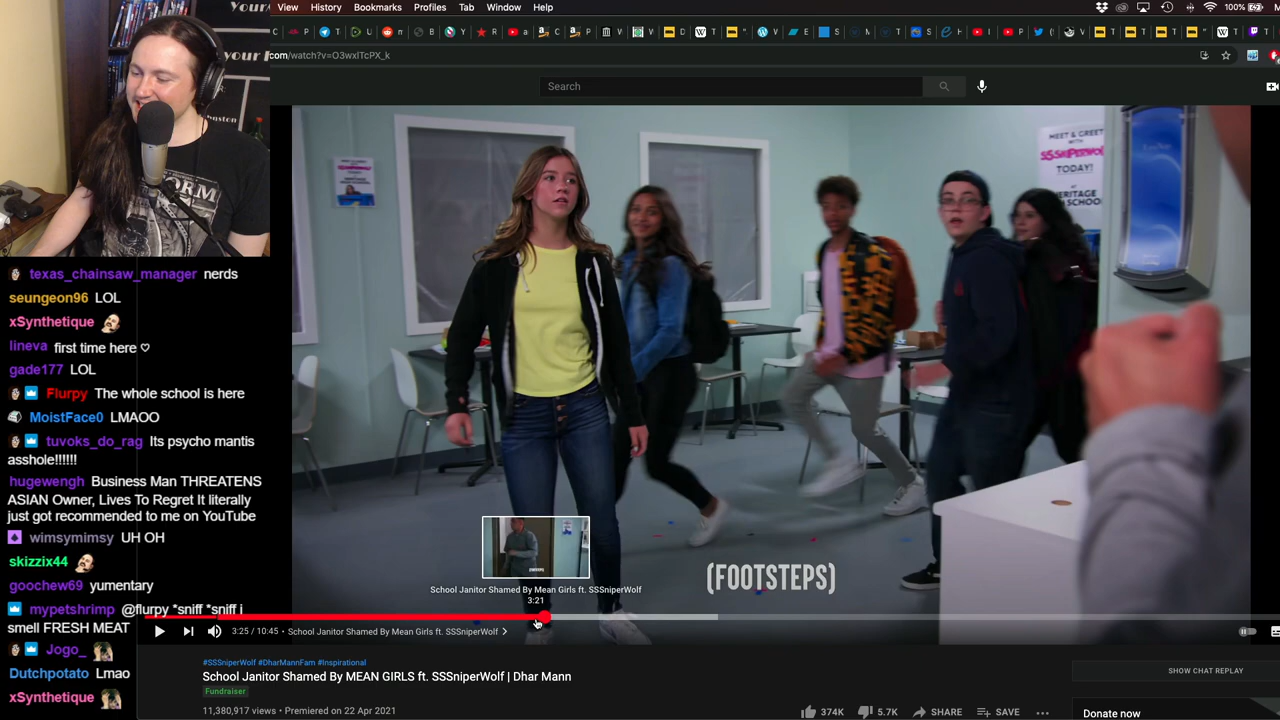 View History Bookmarks Profiles Tab Window Help
100%
com/watch?v=O3wxlTcPX_k
Search
MEET & GREET
WITH
SSSNIPERWOLF
TODAY!
AT
HERITAGE
SCHOOL
texas_chainsaw_manager nerds
seungeon96 LOL
xSynthetique
lineva first time here ♡
gade177 LOL
Flurpy The whole school is here
MoistFace0 LMAOO
tuvoks_do_rag Its psycho mantis
asshole!!!!!!
hugewengh Business Man THREATENS
ASIAN Owner, Lives To Regret It literally
just got recommended to me on YouTube
wimsymimsy UH OH
skizzix44
goochew69 yumentary
mypetshrimp @flurpy *sniff *sniff i
smell FRESH MEAT
Jogo_
Dutchpotato Lmao
xSynthetique
(FOOTSTEPS)
School Janitor Shamed By Mean Girls ft. SSSniperWolf
3:21
3:25 / 10:45 • School Janitor Shamed By Mean Girls ft. SSSniperWolf
#SSSniperWolf #DharMannFam #Inspirational
School Janitor Shamed By MEAN GIRLS ft. SSSniperWolf | Dhar Mann
Fundraiser
11,380,917 views • Premiered on 22 Apr 2021
374K 5.7K SHARE SAVE
SHOW CHAT REPLAY
Donate now